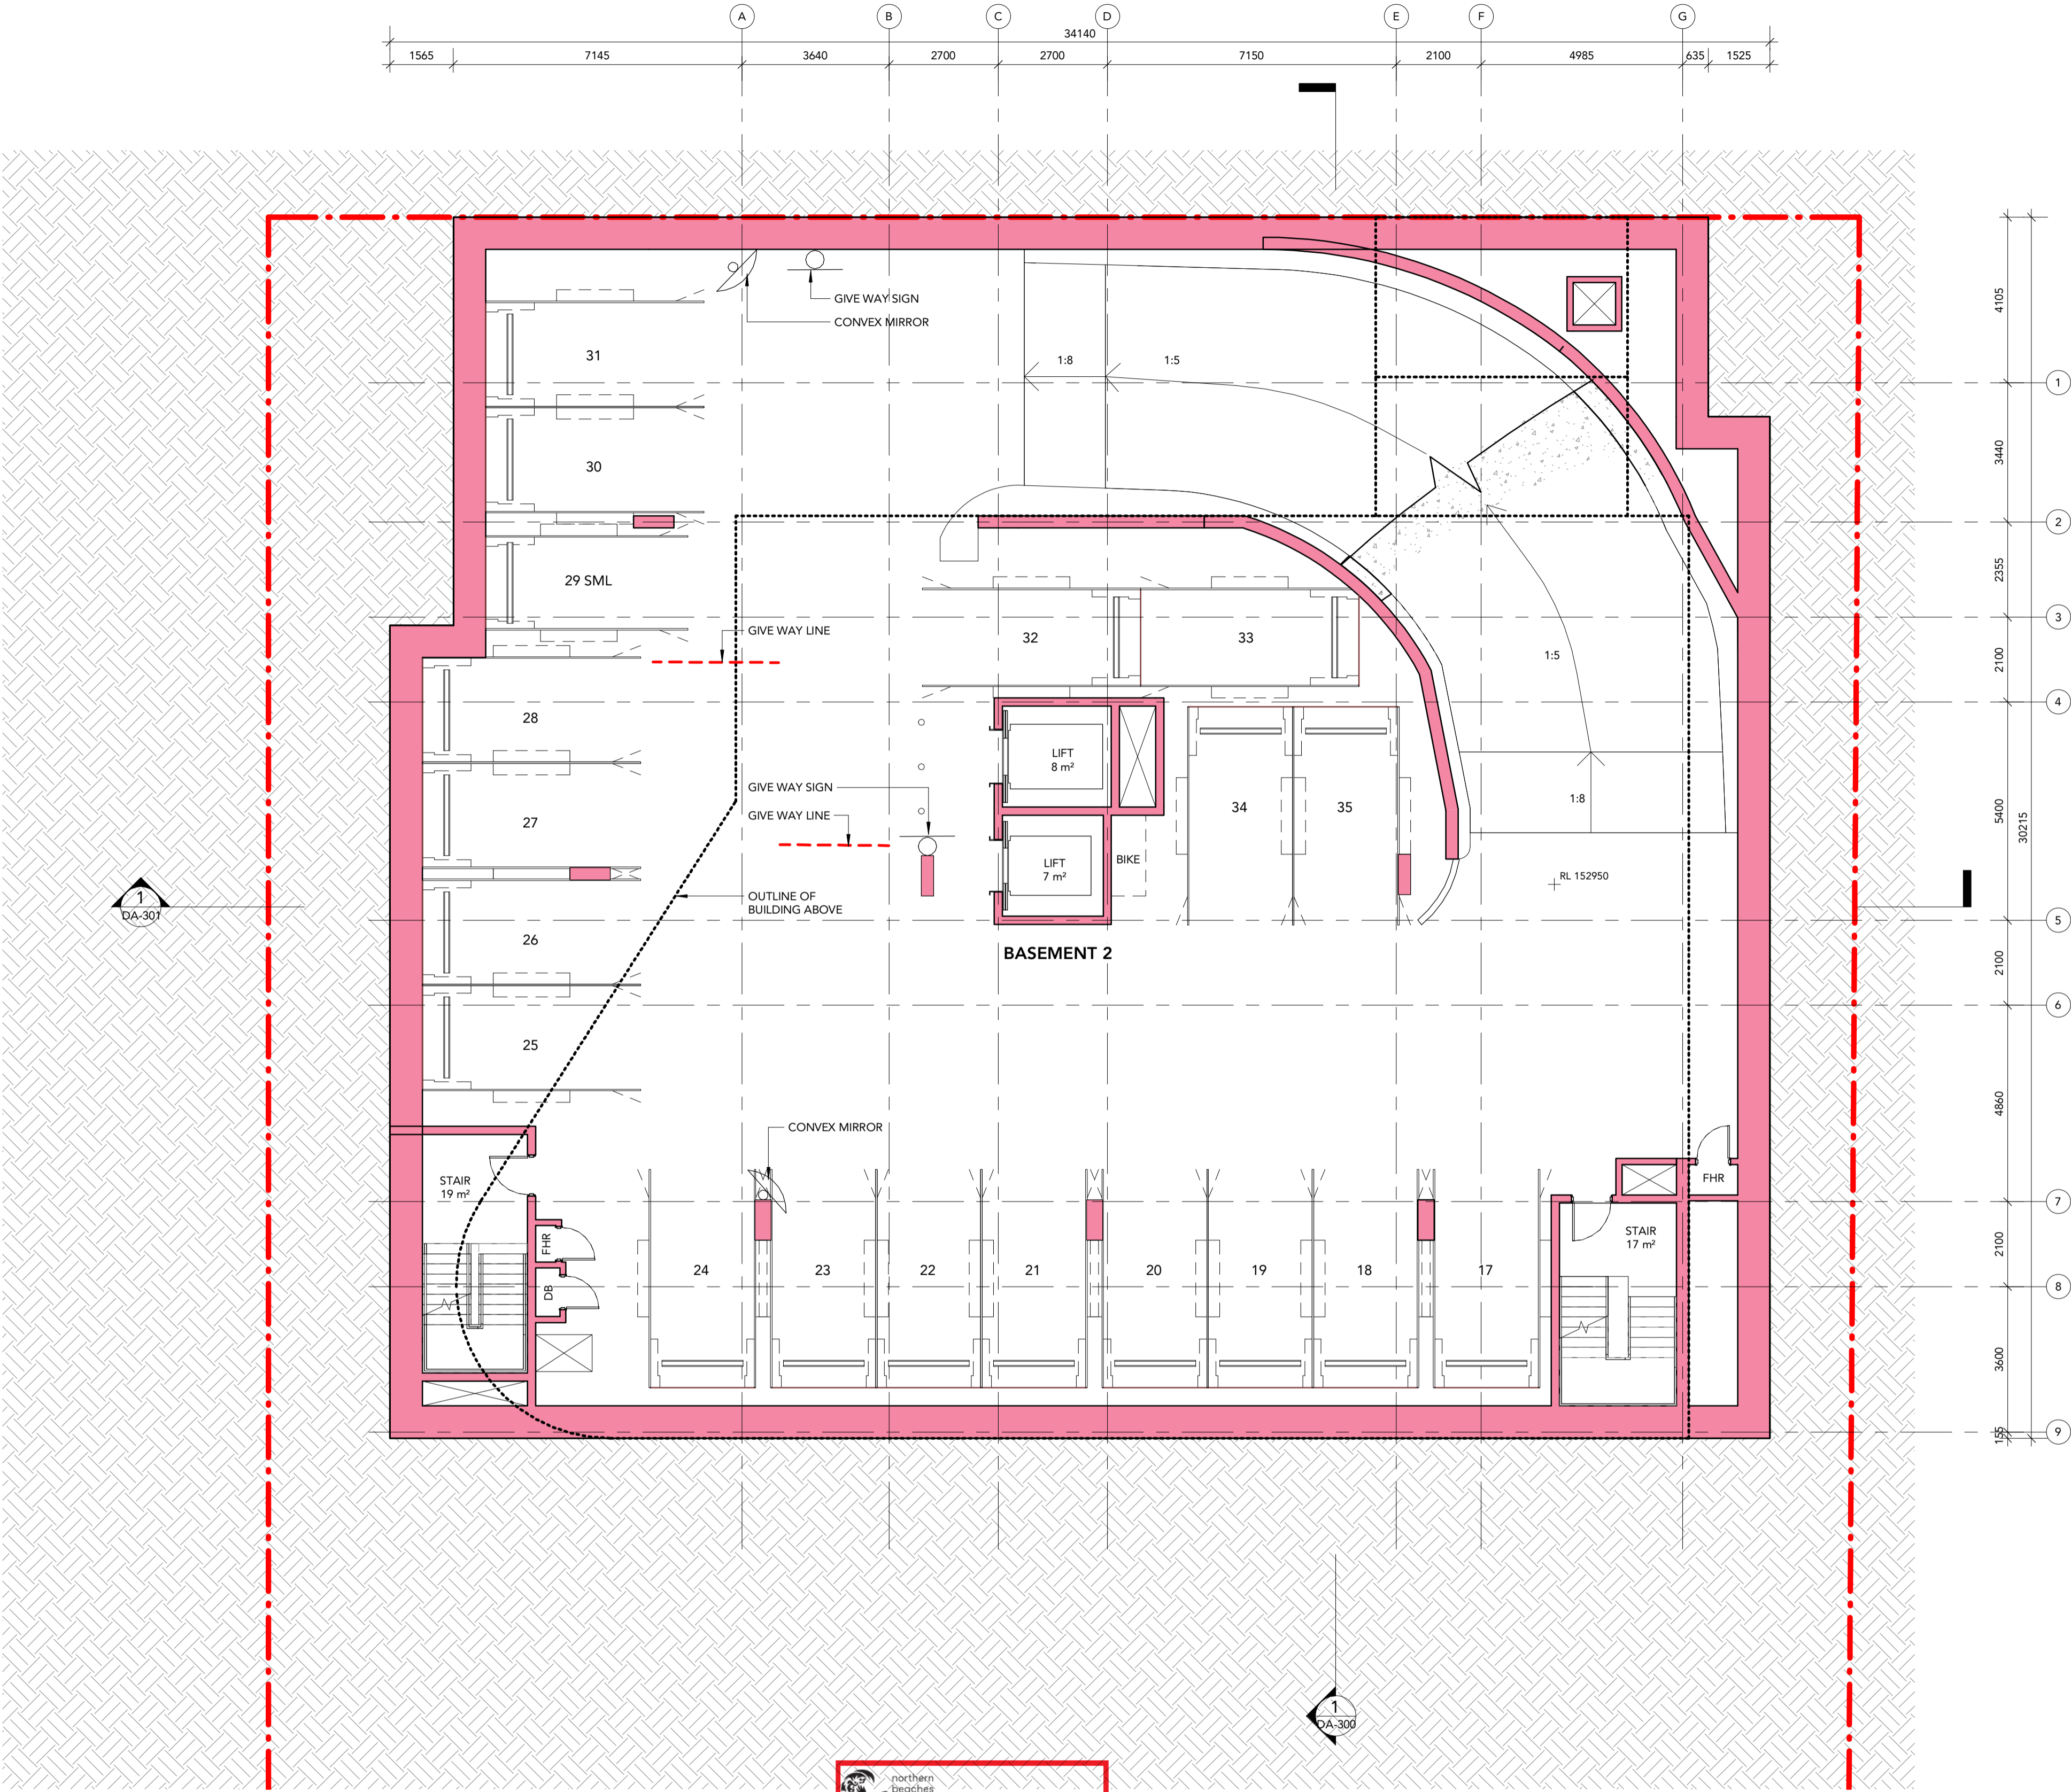 A B C D E F G
34140
1565 7145 3640 2700 2700 7150 2100 4985 635 1525
GIVE WAY SIGN
CONVEX MIRROR
4105
31
1:8
1:5
1
30
3440
2
29 SML
2355
3
GIVE WAY LINE
32
33
1:5
2100
4
28
LIFT
8 m²
GIVE WAY SIGN
GIVE WAY LINE
34
35
1:8
5400
30215
27
LIFT
7 m²
BIKE
RL 152950
1
DA-301
OUTLINE OF
BUILDING ABOVE
5
26
BASEMENT 2
2100
6
25
4860
CONVEX MIRROR
STAIR
19 m²
FHR
7
FHR
STAIR
17 m²
2100
24
23
22
21
20
19
18
17
DB
8
3600
155
9
1
DA-300
northern
beaches